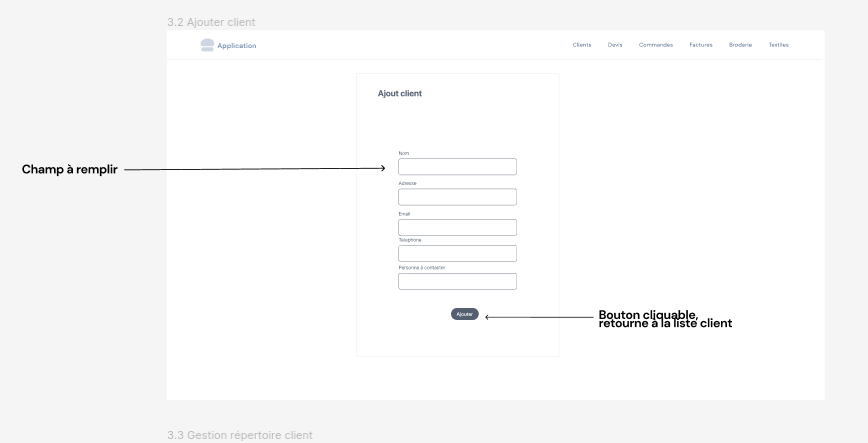 3.2 Ajouter client
Application
Clients Devis Commandes Factures Broderie Textiles
Ajout client
Nom
Champ à remplir
Adresse
Email
Telephone
Personne à contacter
Ajouter
Bouton cliquable,
retourne à la liste client
3.3 Gestion répertoire client